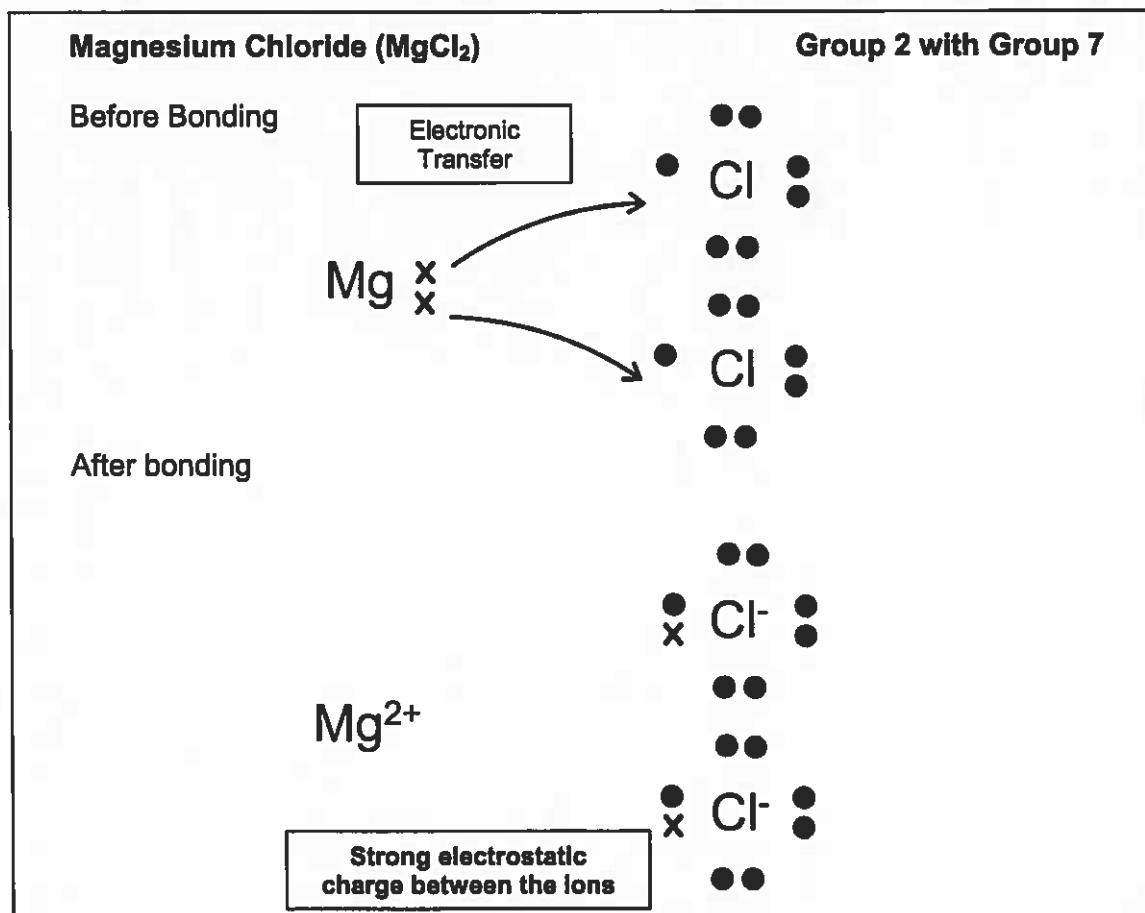 Magnesium Chloride (MgCl₂) Group 2 with Group 7
Before Bonding
Electronic
Transfer
Cl
Mg x
x
Cl
After bonding
x Cl⁻
Mg²⁺
x Cl⁻
Strong electrostatic
charge between the ions